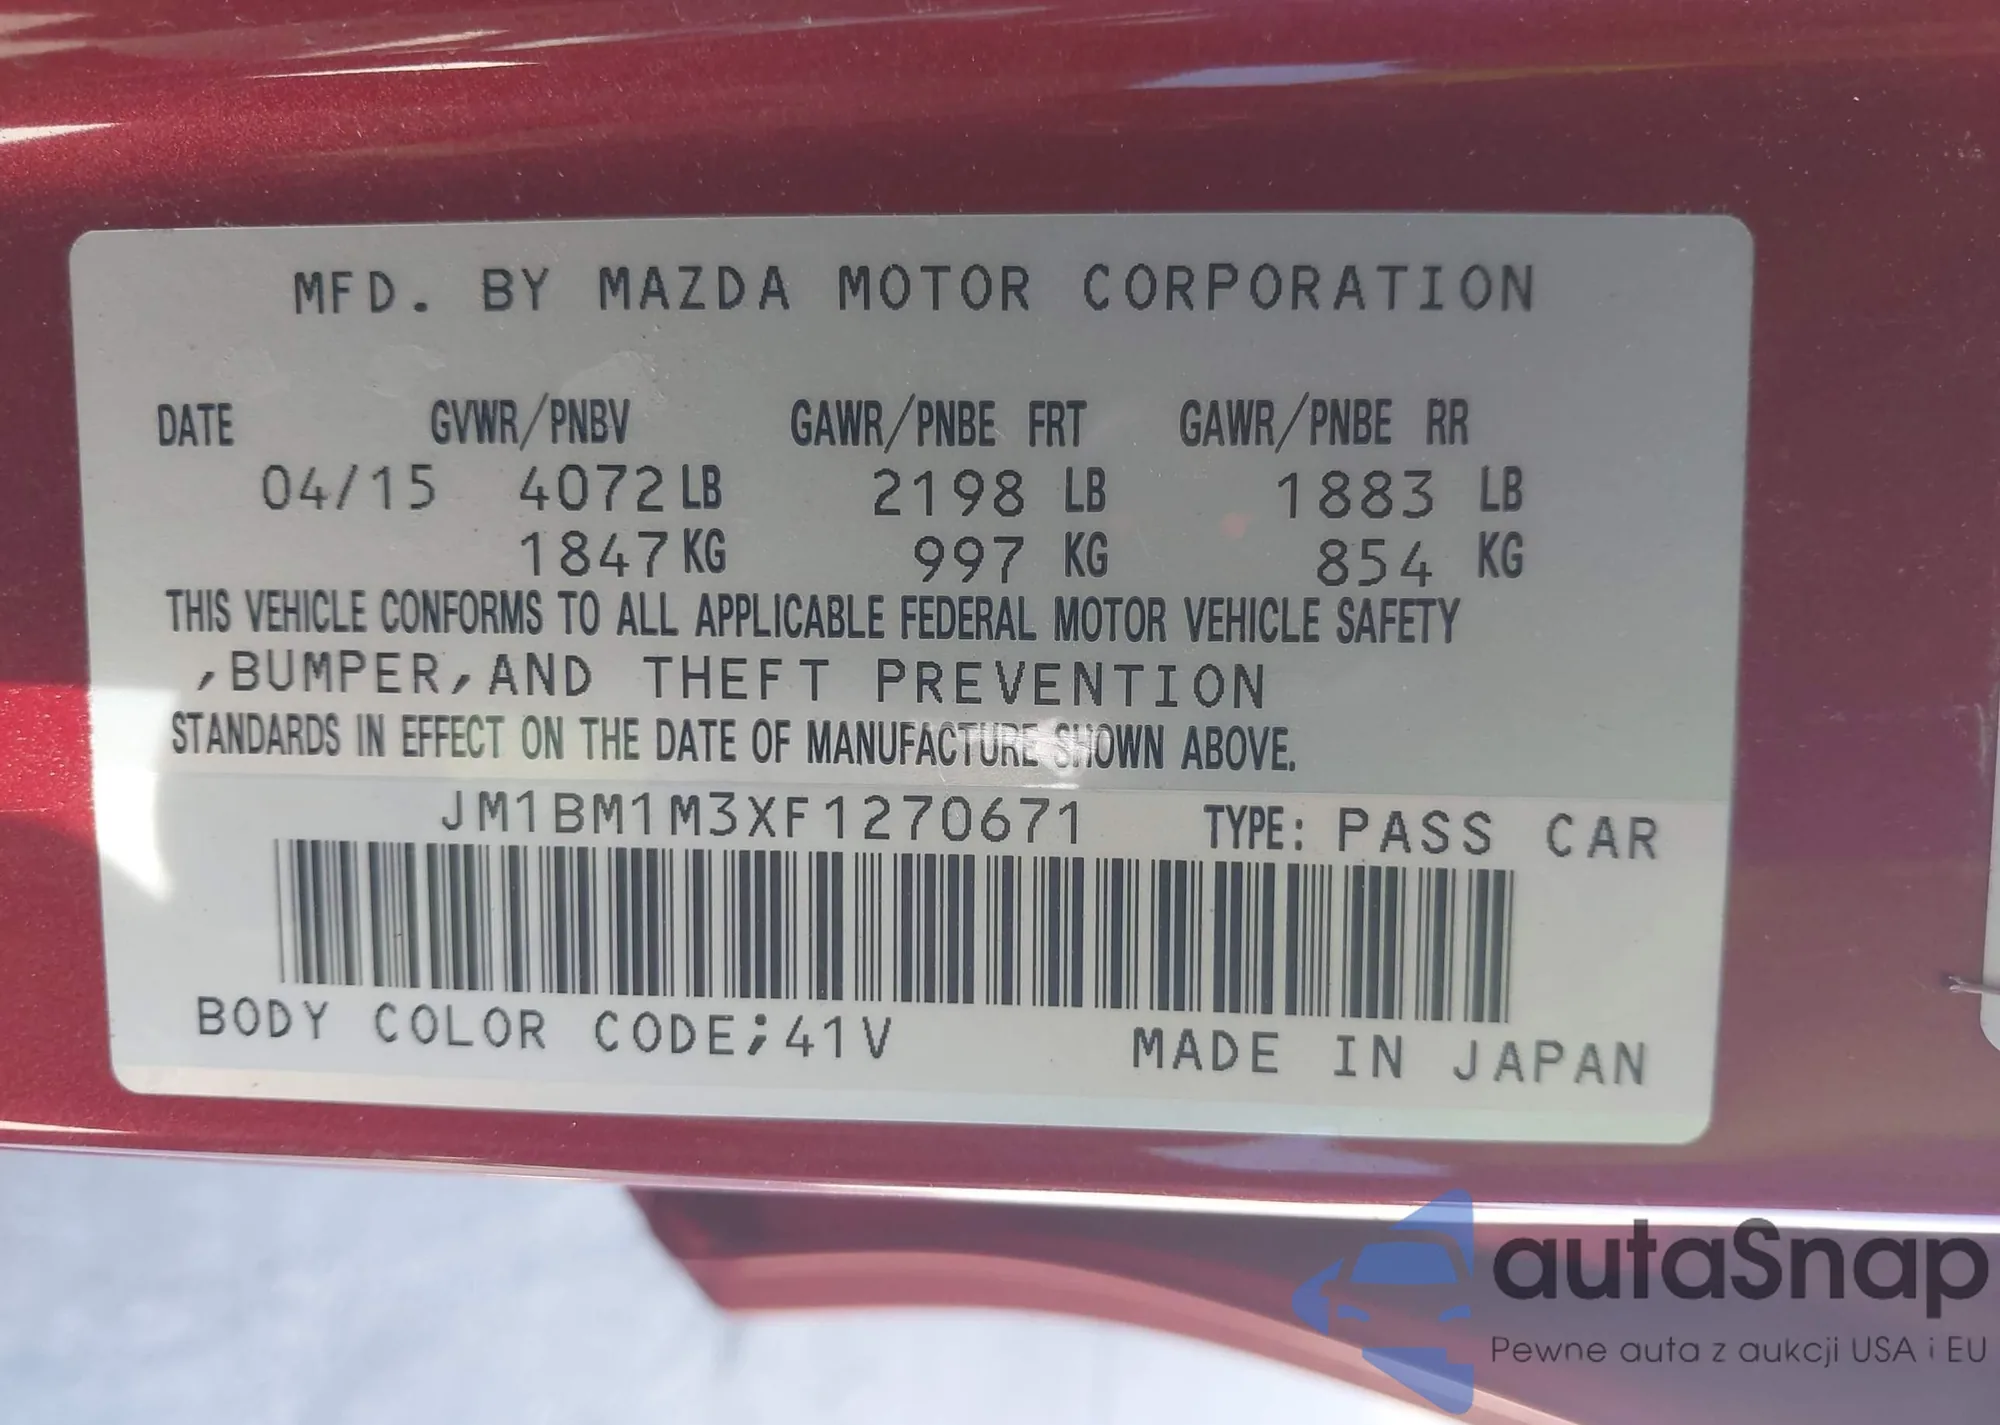 MFD. BY MAZDA MOTOR CORPORATION
DATE GVWR/PNBV GAWR/PNBE FRT GAWR/PNBE RR
04/15 4072 LB 2198 LB 1883 LB
1847 KG 997 KG 854 KG
THIS VEHICLE CONFORMS TO ALL APPLICABLE FEDERAL MOTOR VEHICLE SAFETY
,BUMPER,AND THEFT PREVENTION
STANDARDS IN EFFECT ON THE DATE OF MANUFACTURE SHOWN ABOVE.
JM1BM1M3XF1270671 TYPE: PASS CAR
BODY COLOR CODE;41V MADE IN JAPAN
autaSnap
Pewne auta z aukcji USA i EU